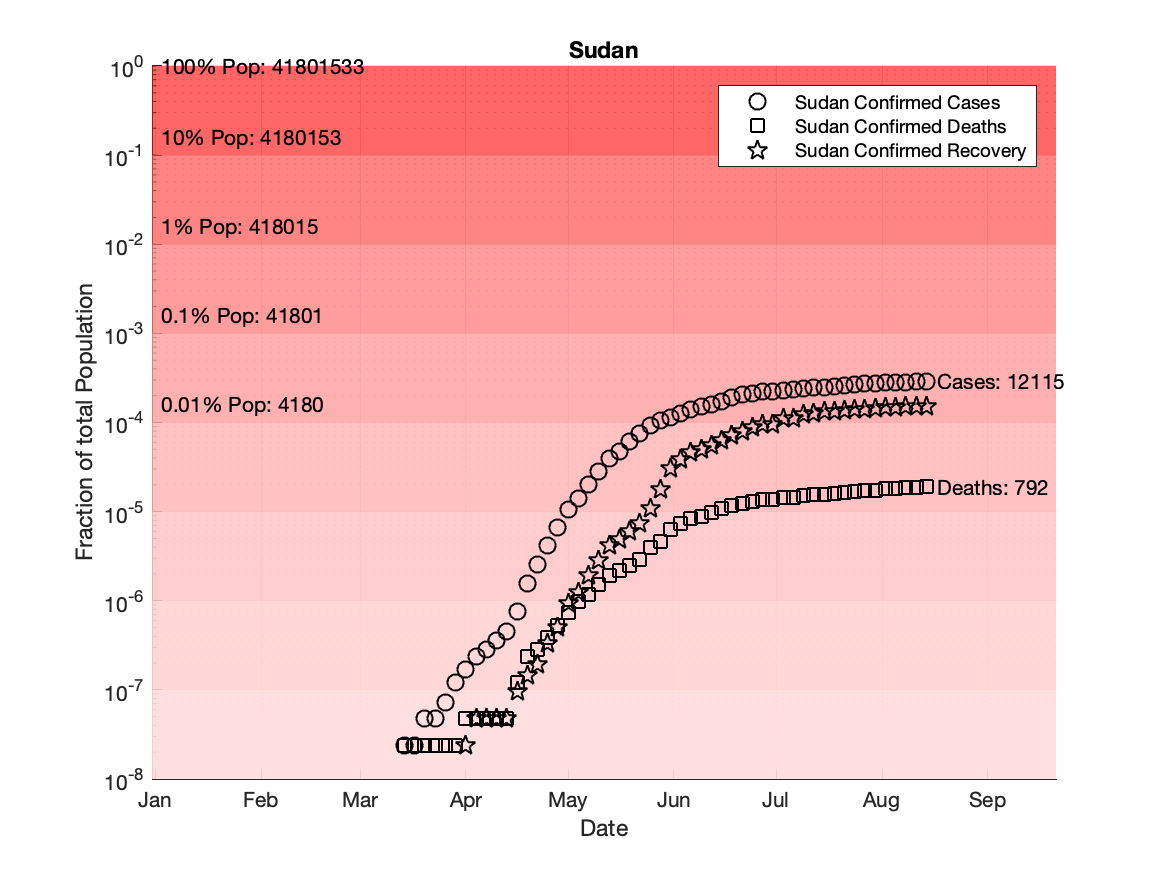 Sudan
10^0
100% Pop: 41801533
Sudan Confirmed Cases
Sudan Confirmed Deaths
Sudan Confirmed Recovery
10% Pop: 4180153
10^-1
1% Pop: 418015
10^-2
0.1% Pop: 41801
10^-3
Cases: 12115
0.01% Pop: 4180
10^-4
Deaths: 792
10^-5
10^-6
10^-7
10^-8
Fraction of total Population
Jan Feb Mar Apr May Jun Jul Aug Sep
Date